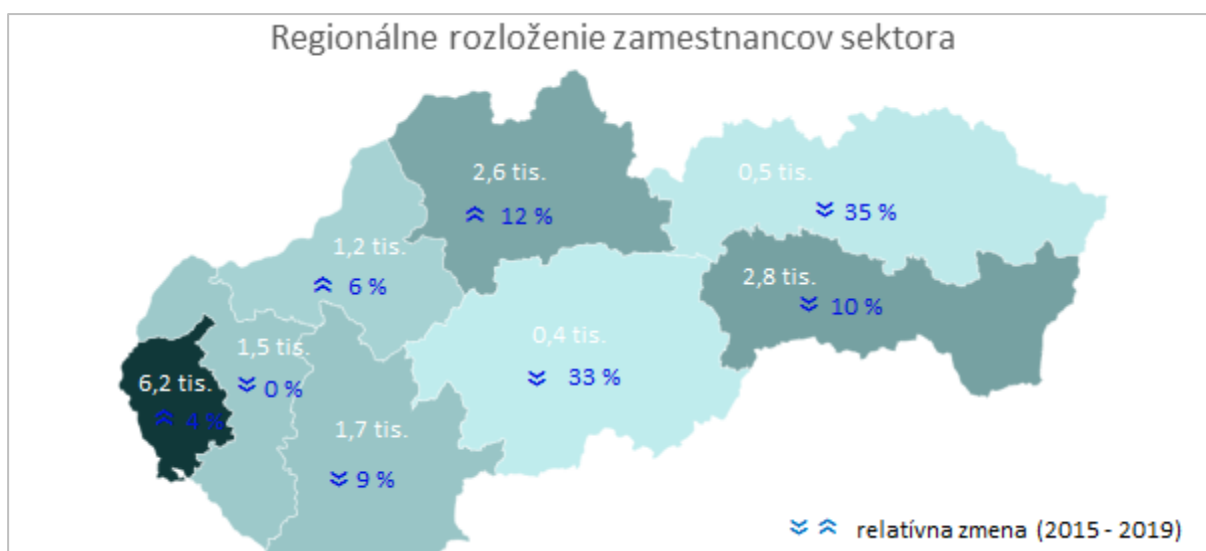 Regionálne rozloženie zamestnancov sektora
2,6 tis.
12 %
0,5 tis.
35 %
1,2 tis.
6 %
2,8 tis.
10 %
1,5 tis.
0 %
0,4 tis.
33 %
6,2 tis.
4 %
1,7 tis.
9 %
relatívna zmena (2015 - 2019)